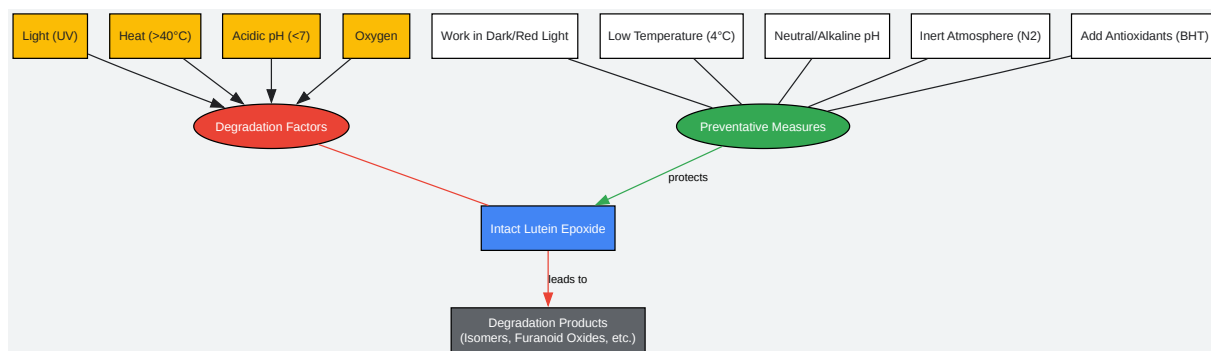 Light (UV)
Heat (>40°C)
Acidic pH (<7)
Oxygen
Work in Dark/Red Light
Low Temperature (4°C)
Neutral/Alkaline pH
Inert Atmosphere (N2)
Add Antioxidants (BHT)
Degradation Factors
Preventative Measures
protects
Intact Lutein Epoxide
leads to
Degradation Products
(Isomers, Furanoid Oxides, etc.)